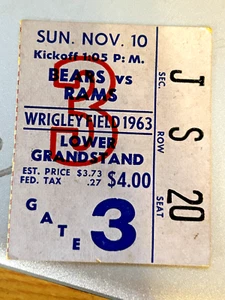 SUN. NOV. 10
Kickoff 1:05 P. M.
BEARS vs
RAMS
3
WRIGLEY FIELD 1963
LOWER
GRANDSTAND
EST. PRICE $3.73
FED. TAX .27
$4.00
GATE 3
J S 20
SEC. ROW SEAT